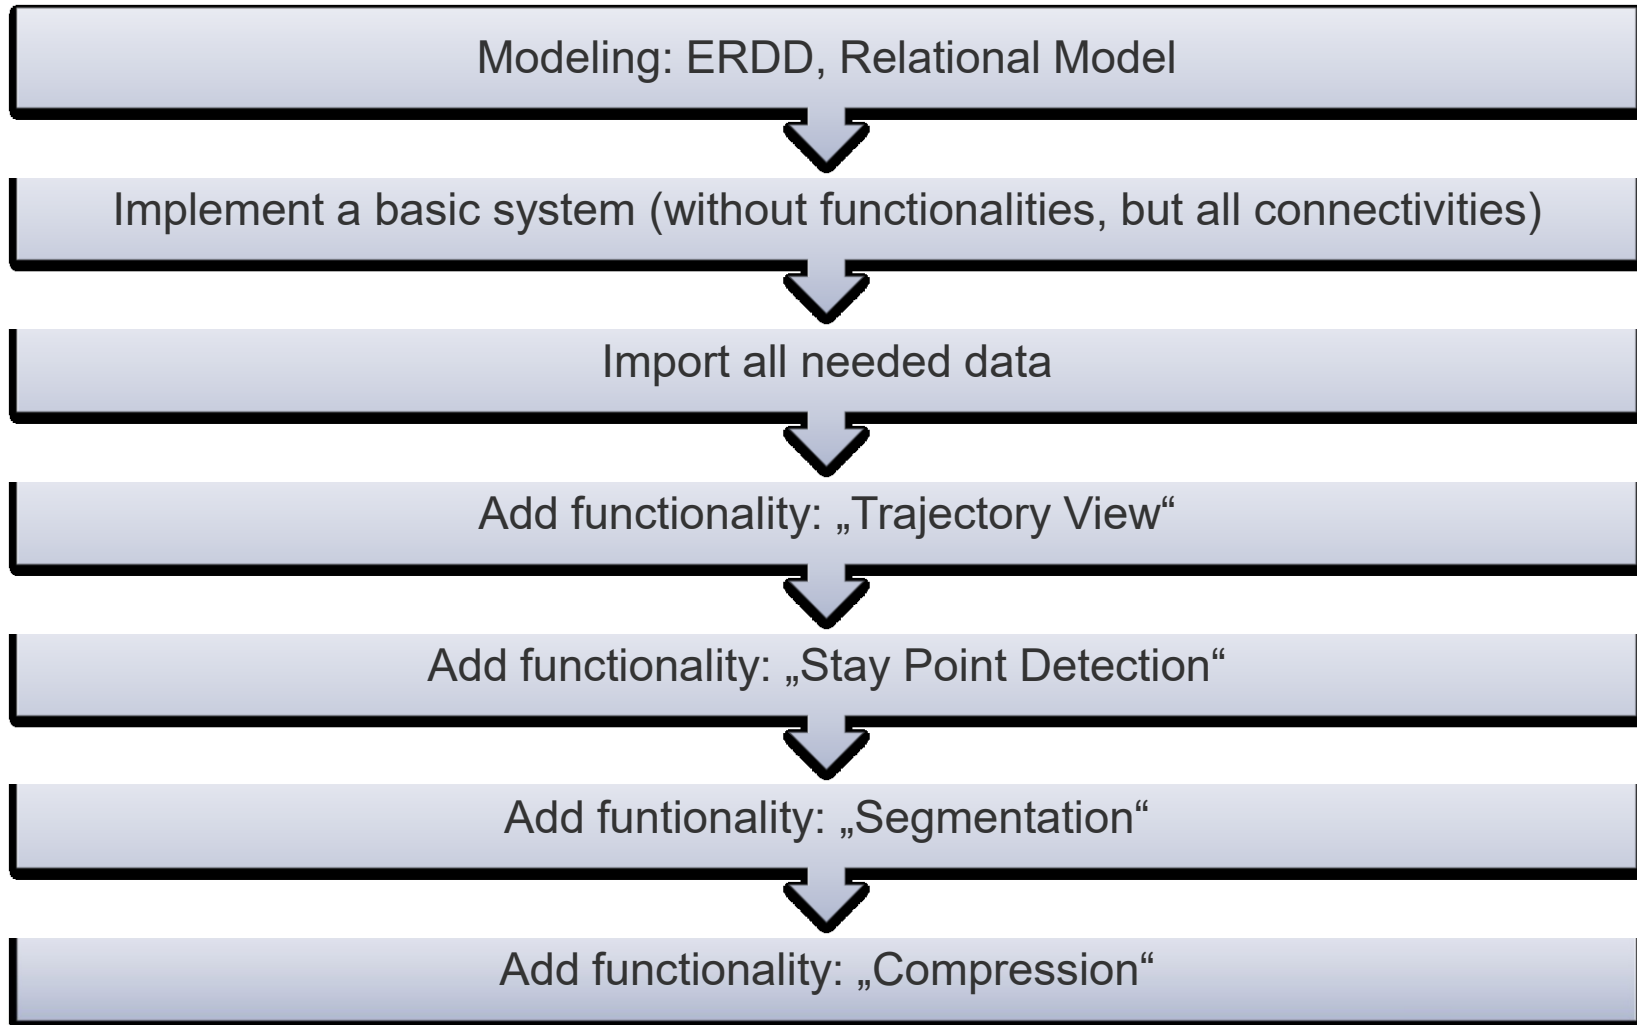 Modeling: ERDD, Relational Model
Implement a basic system (without functionalities, but all connectivities)
Import all needed data
Add functionality: „Trajectory View“
Add functionality: „Stay Point Detection“
Add funtionality: „Segmentation“
Add functionality: „Compression“